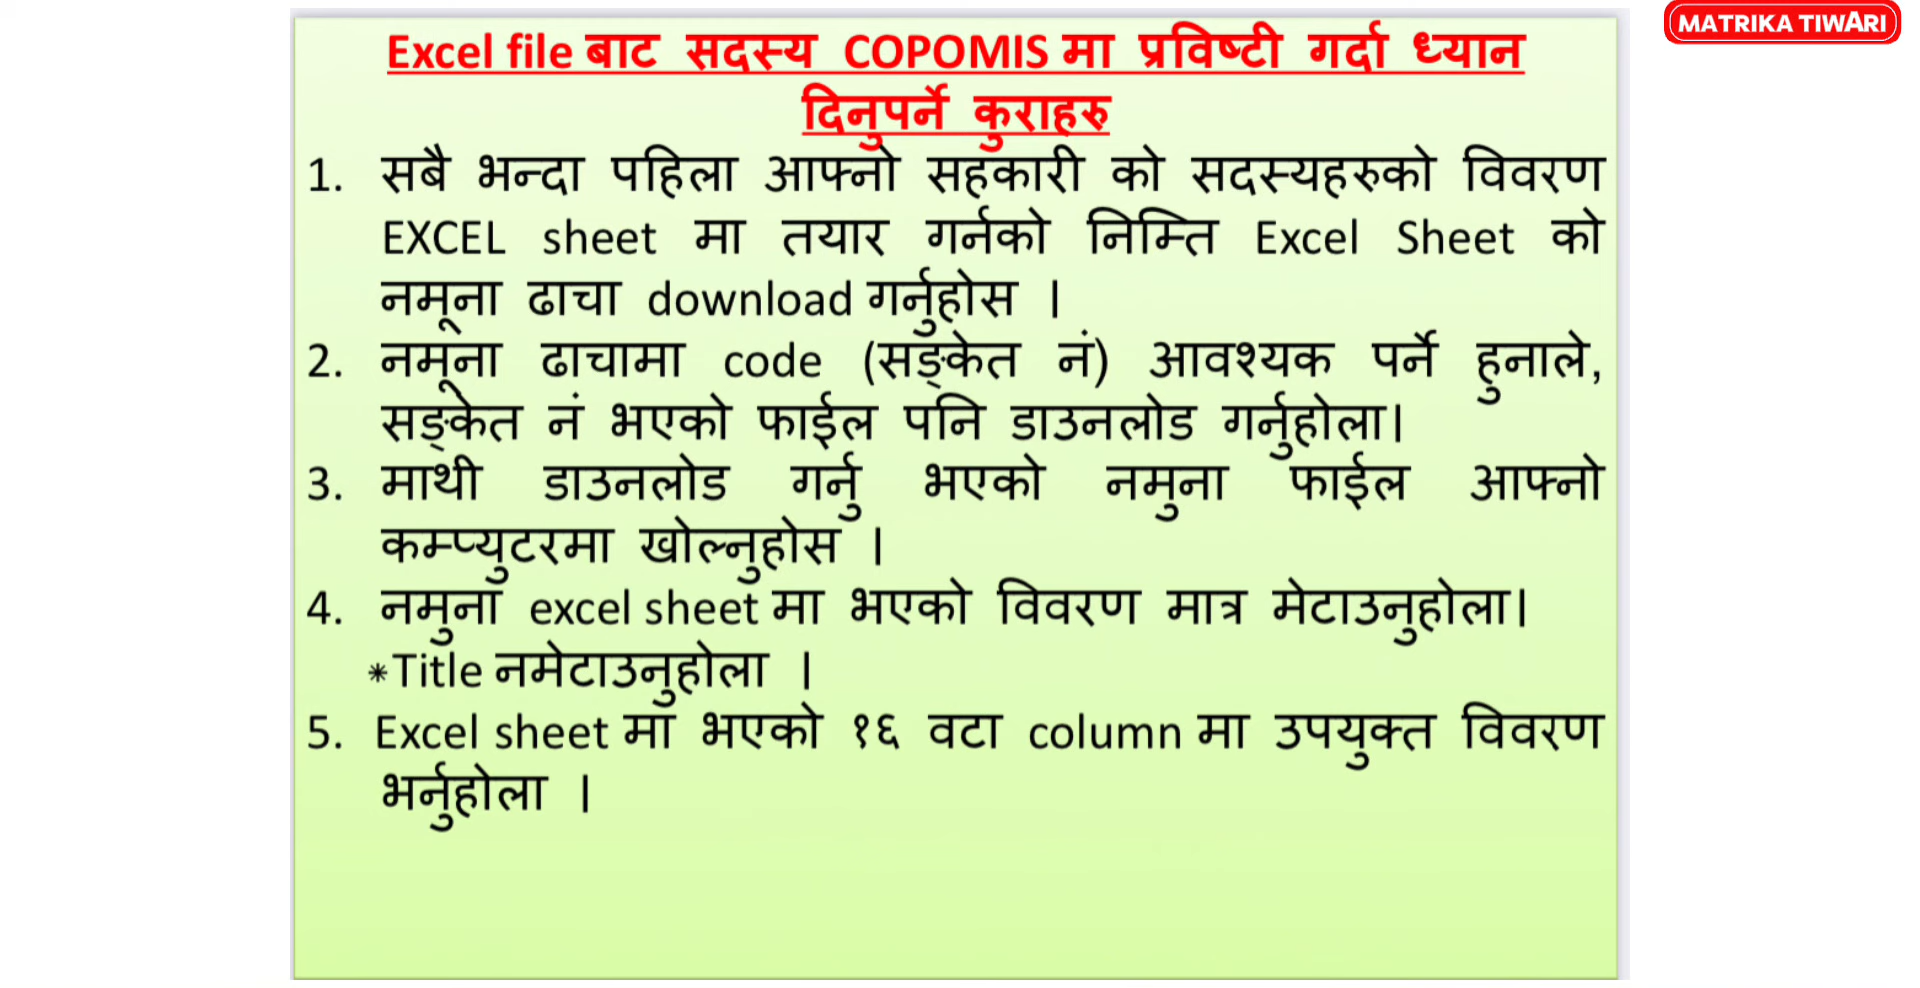 MATRIKA TIWARI
Excel file बाट सदस्य COPOMIS मा प्रविष्टी गर्दा ध्यान
दिनुपर्ने कुराहरु
1. सबै भन्दा पहिला आफ्नो सहकारी को सदस्यहरुको विवरण
EXCEL sheet मा तयार गर्नको निम्ति Excel Sheet को
नमूना ढाचा download गर्नुहोस ।
2. नमूना ढाचामा code (सङ्केत नं) आवश्यक पर्ने हुनाले,
सङ्केत नं भएको फाईल पनि डाउनलोड गर्नुहोला।
3. माथी डाउनलोड गर्नु भएको नमुना फाईल आफ्नो
कम्प्युटरमा खोल्नुहोस ।
4. नमुना excel sheet मा भएको विवरण मात्र मेटाउनुहोला।
*Title नमेटाउनुहोला ।
5. Excel sheet मा भएको १६ वटा column मा उपयुक्त विवरण
भर्नुहोला ।